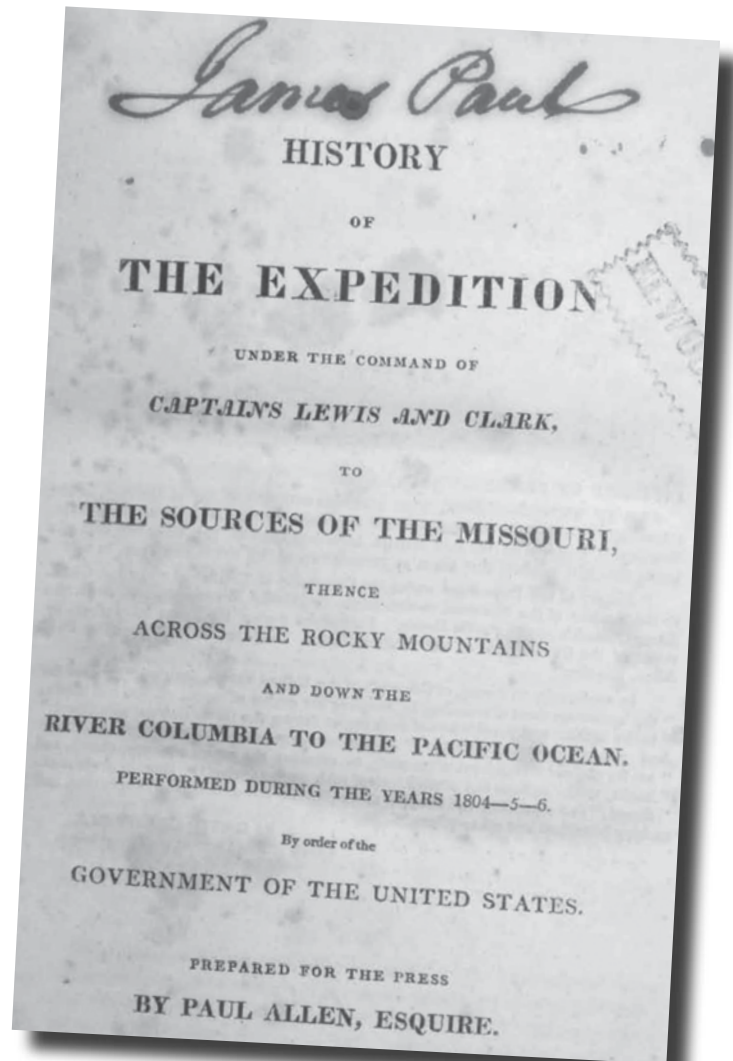 James Paul
HISTORY
OF
THE EXPEDITION
UNDER THE COMMAND OF
CAPTAINS LEWIS AND CLARK,
TO
THE SOURCES OF THE MISSOURI,
THENCE
ACROSS THE ROCKY MOUNTAINS
AND DOWN THE
RIVER COLUMBIA TO THE PACIFIC OCEAN.
PERFORMED DURING THE YEARS 1804—5—6.
By order of the
GOVERNMENT OF THE UNITED STATES.
PREPARED FOR THE PRESS
BY PAUL ALLEN, ESQUIRE.